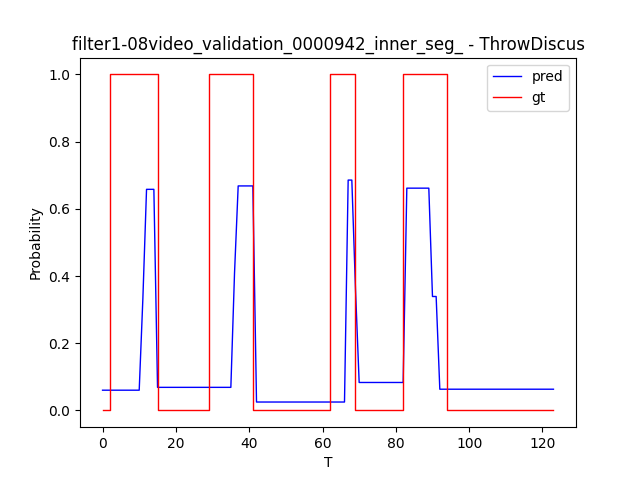 filter1-08video_validation_0000942_inner_seg_ - ThrowDiscus
pred
gt
Probability
1.0
0.8
0.6
0.4
0.2
0.0
0
20
40
60
80
100
120
T